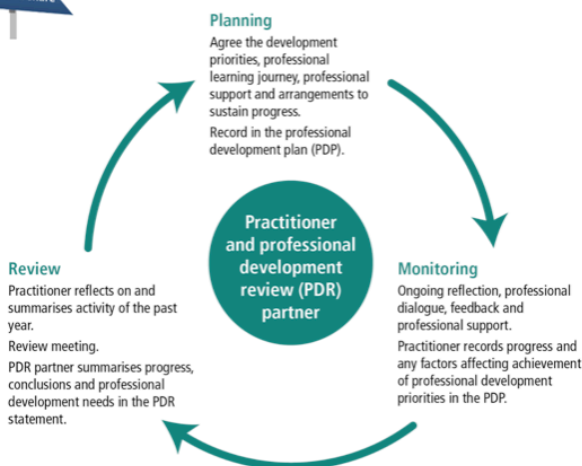 Planning
Agree the development
priorities, professional
learning journey, professional
support and arrangements to
sustain progress.
Record in the professional
development plan (PDP).
Practitioner
and professional
development
review (PDR)
partner
Monitoring
Ongoing reflection, professional
dialogue, feedback and
professional support.
Practitioner records progress and
any factors affecting achievement
of professional development
priorities in the PDP.
Review
Practitioner reflects on and
summarises activity of the past
year.
Review meeting.
PDR partner summarises progress,
conclusions and professional
development needs in the PDR
statement.